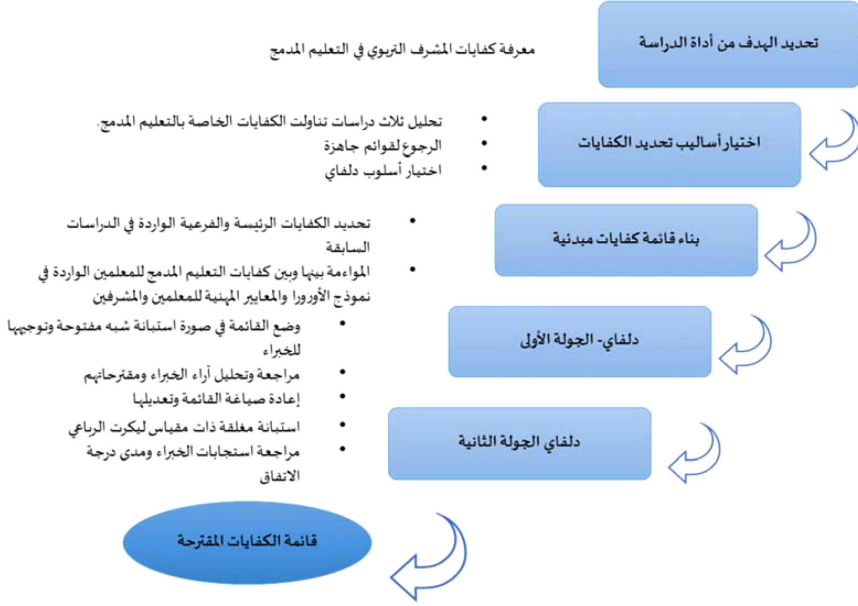 تحديد الهدف من أداة الدراسة
معرفة كفايات المشرف التربوي في التعليم المدمج
اختيار أساليب تحديد الكفايات
• تحليل ثلاث دراسات تناولت الكفايات الخاصة بالتعليم المدمج.
• الرجوع لقوائم جاهزة
• اختيار أسلوب دلفاي
بناء قائمة كفايات مبدئية
• تحديد الكفايات الرئيسة والفرعية الواردة في الدراسات
السابقة
• المواءمة بينها وبين كفايات التعليم المدمج للمعلمين الواردة في
نموذج الأورورا والمعايير المهنية للمعلمين والمشرفين
دلفاي- الجولة الأولى
• وضع القائمة في صورة استبانة شبه مفتوحة وتوجيهها
للخبراء
• مراجعة وتحليل آراء الخبراء ومقترحاتهم
• إعادة صياغة القائمة وتعديلها
دلفاي الجولة الثانية
• استبانة مغلقة ذات مقياس ليكرت الرباعي
• مراجعة استجابات الخبراء ومدى درجة
الاتفاق
قائمة الكفايات المقترحة